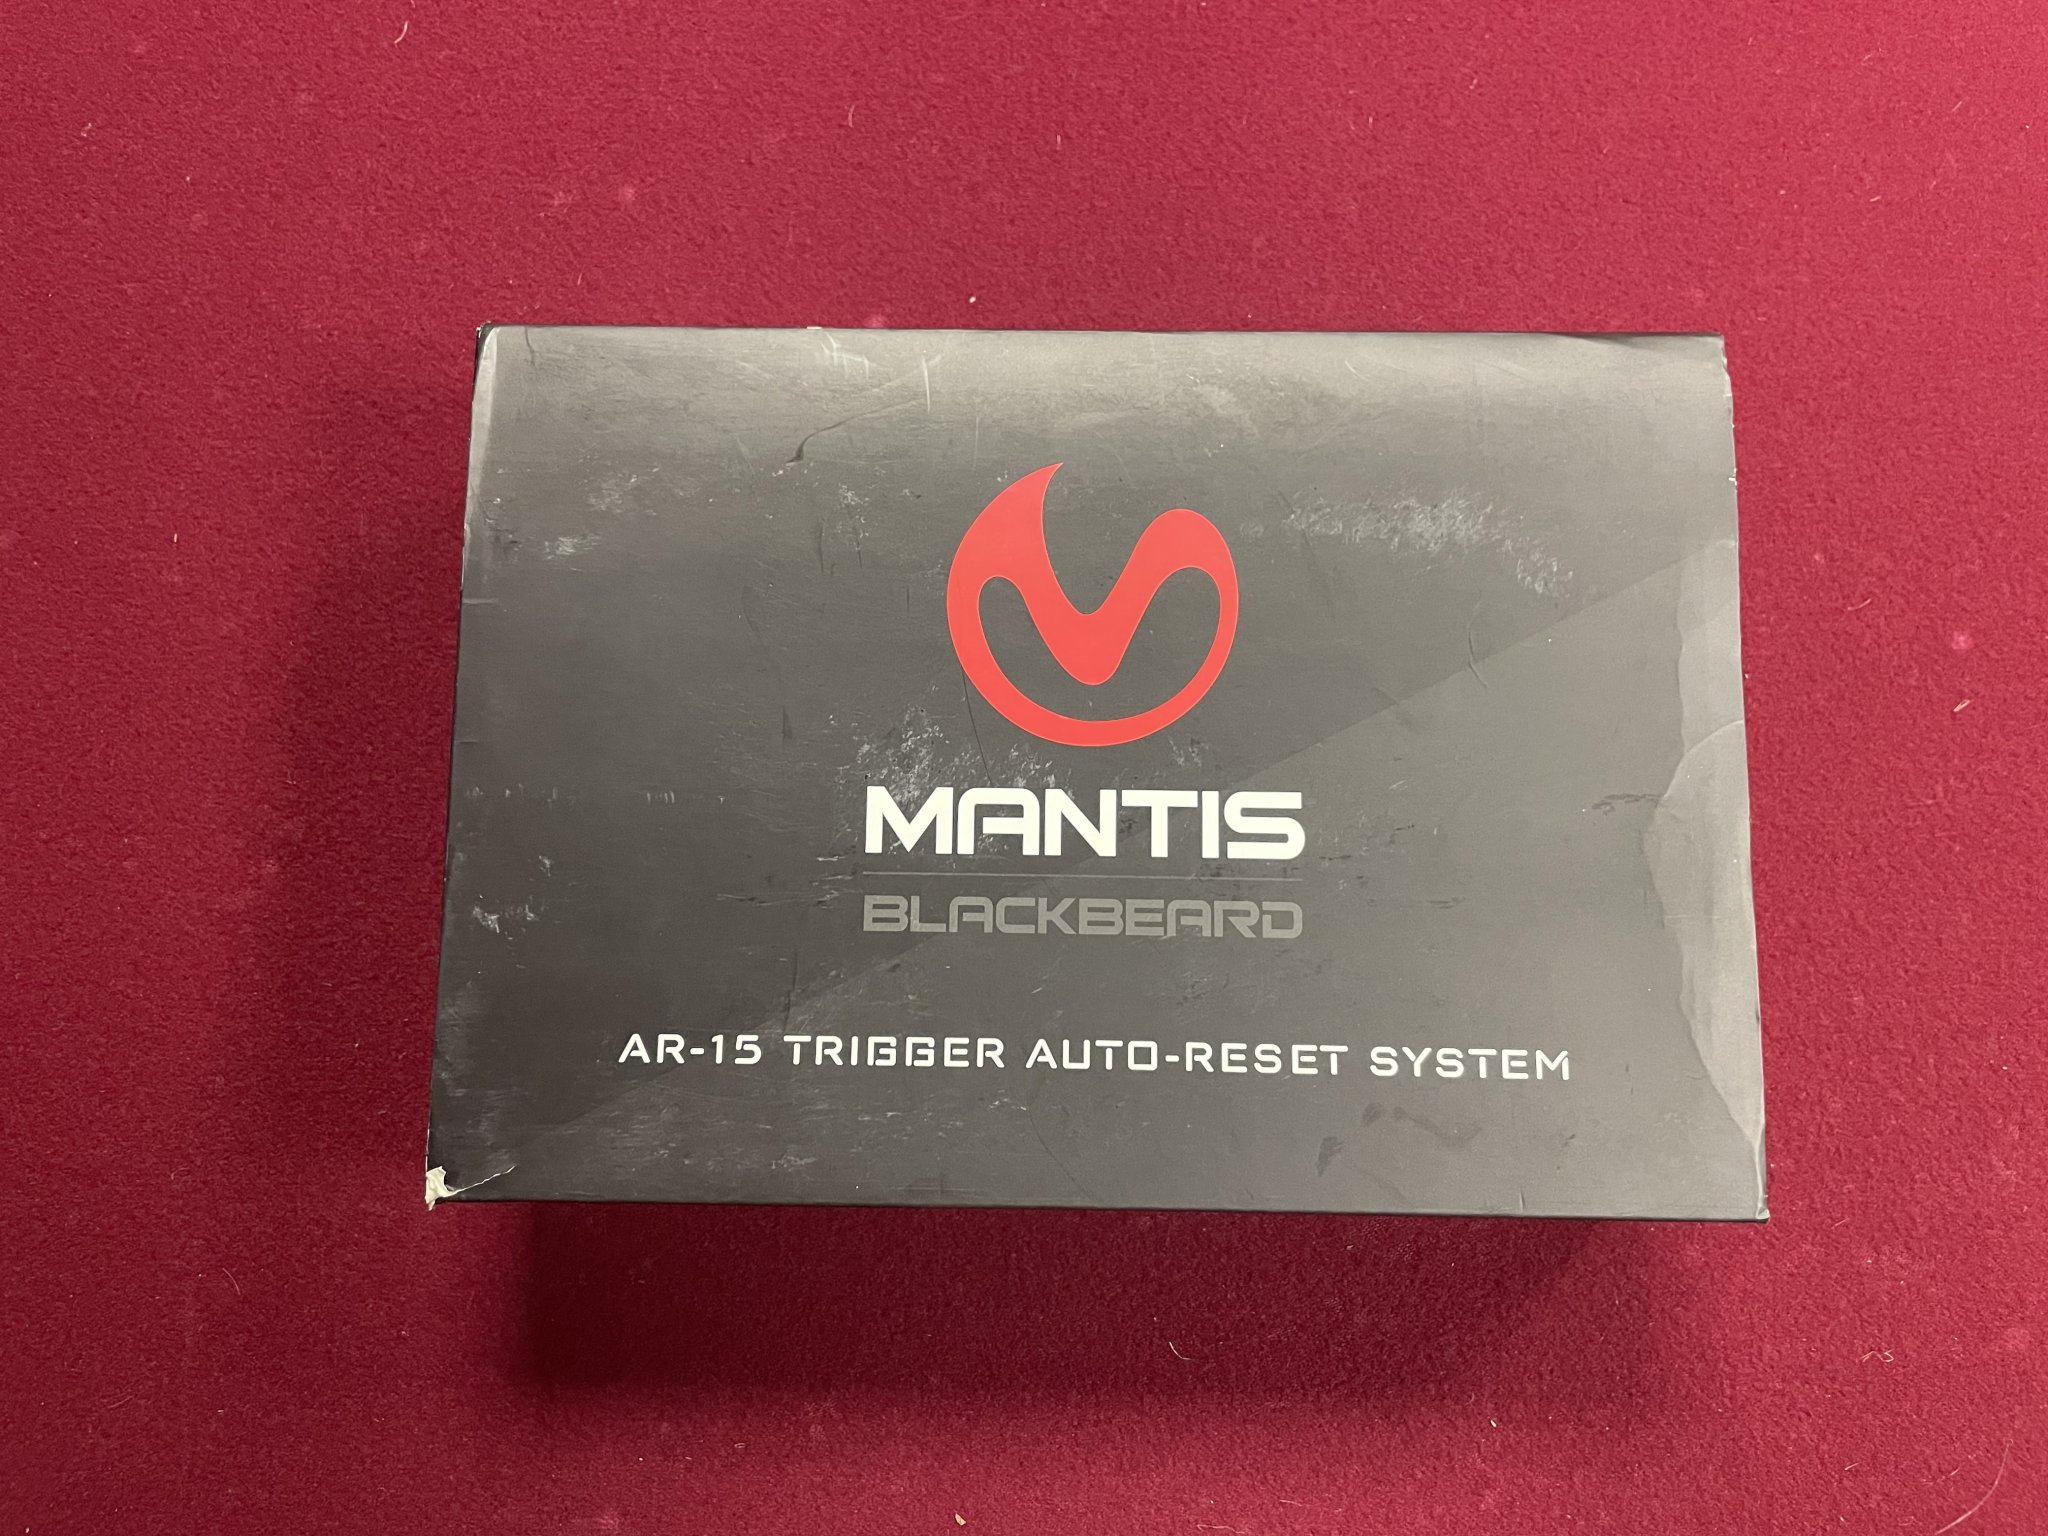 MANTIS
BLACKBEARD
AR-15 TRIGGER AUTO-RESET SYSTEM